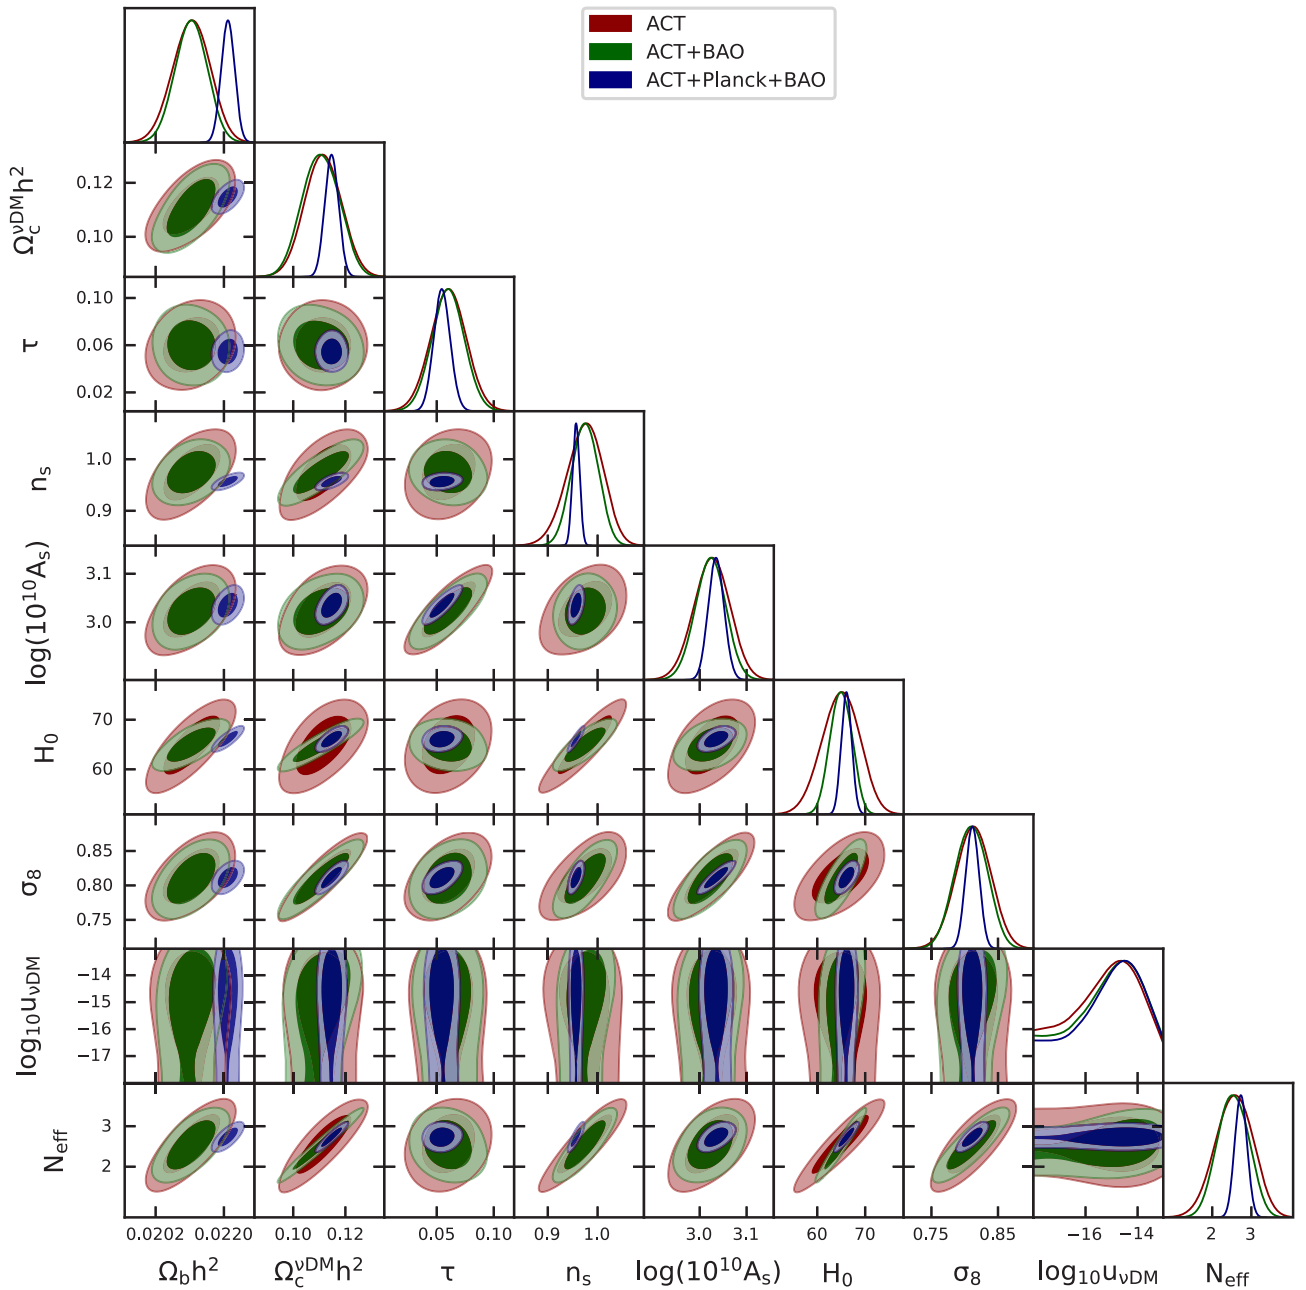 ACT
ACT+BAO
ACT+Planck+BAO
Ω_c^{νDM}h²
0.12
0.10
τ
0.10
0.06
0.02
n_s
1.0
0.9
log(10^{10}A_s)
3.1
3.0
H_0
70
60
σ_8
0.85
0.80
0.75
log_{10}u_{νDM}
−14
−15
−16
−17
N_eff
3
2
0.0202 0.0220 0.10 0.12 0.05 0.10 0.9 1.0 3.0 3.1 60 70 0.75 0.85 −16 −14 2 3
Ω_bh² Ω_c^{νDM}h² τ n_s log(10^{10}A_s) H_0 σ_8 log_{10}u_{νDM} N_eff